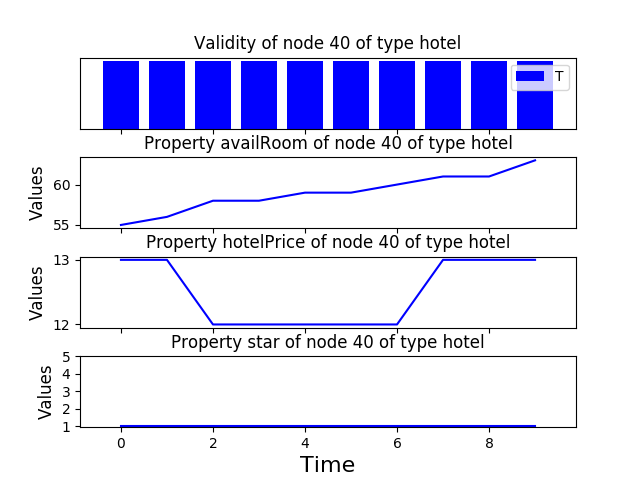 Validity of node 40 of type hotel
T
Property availRoom of node 40 of type hotel
Values
60
55
Property hotelPrice of node 40 of type hotel
Values
13
12
Property star of node 40 of type hotel
Values
5
4
3
2
1
0 2 4 6 8
Time